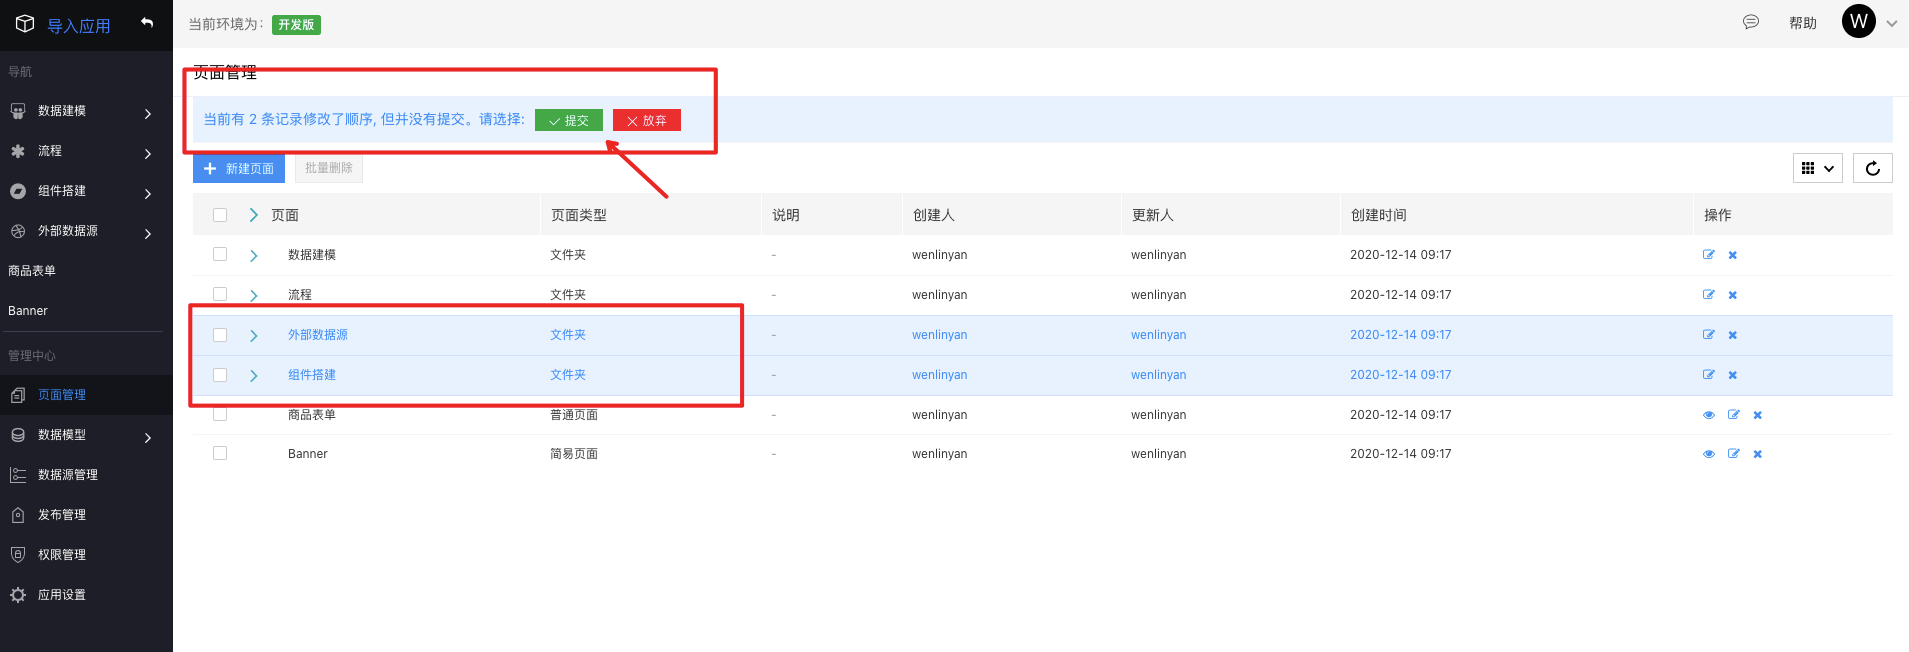 导入应用
当前环境为： 开发版
帮助
W
导航
数据建模
流程
组件搭建
外部数据源
商品表单
Banner
管理中心
页面管理
数据模型
数据源管理
发布管理
权限管理
应用设置
页面管理
当前有 2 条记录修改了顺序, 但并没有提交。请选择: 提交 放弃
新建页面 批量删除
页面 页面类型 说明 创建人 更新人 创建时间 操作
数据建模 文件夹 - wenlinyan wenlinyan 2020-12-14 09:17
流程 文件夹 - wenlinyan wenlinyan 2020-12-14 09:17
外部数据源 文件夹 - wenlinyan wenlinyan 2020-12-14 09:17
组件搭建 文件夹 - wenlinyan wenlinyan 2020-12-14 09:17
商品表单 普通页面 - wenlinyan wenlinyan 2020-12-14 09:17
Banner 简易页面 - wenlinyan wenlinyan 2020-12-14 09:17